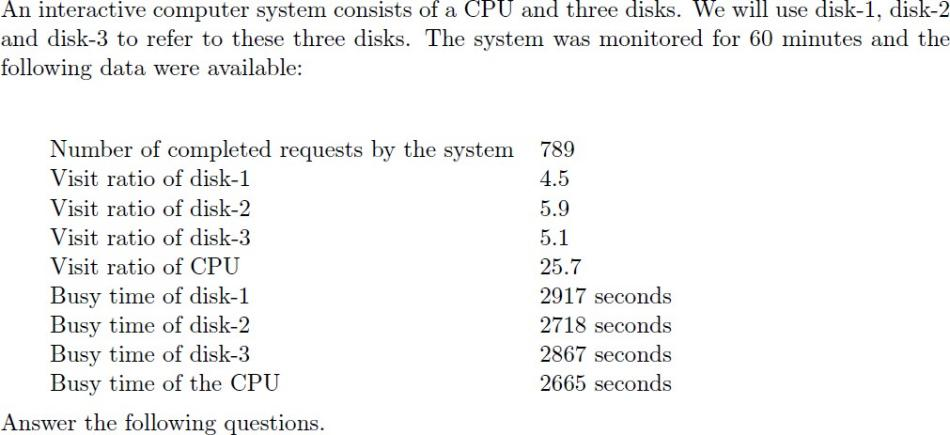 An interactive computer system consists of a CPU and three disks. We will use disk-1, disk-2
and disk-3 to refer to these three disks. The system was monitored for 60 minutes and the
following data were available:
Number of completed requests by the system 789
Visit ratio of disk-1 4.5
Visit ratio of disk-2 5.9
Visit ratio of disk-3 5.1
Visit ratio of CPU 25.7
Busy time of disk-1 2917 seconds
Busy time of disk-2 2718 seconds
Busy time of disk-3 2867 seconds
Busy time of the CPU 2665 seconds
Answer the following questions.